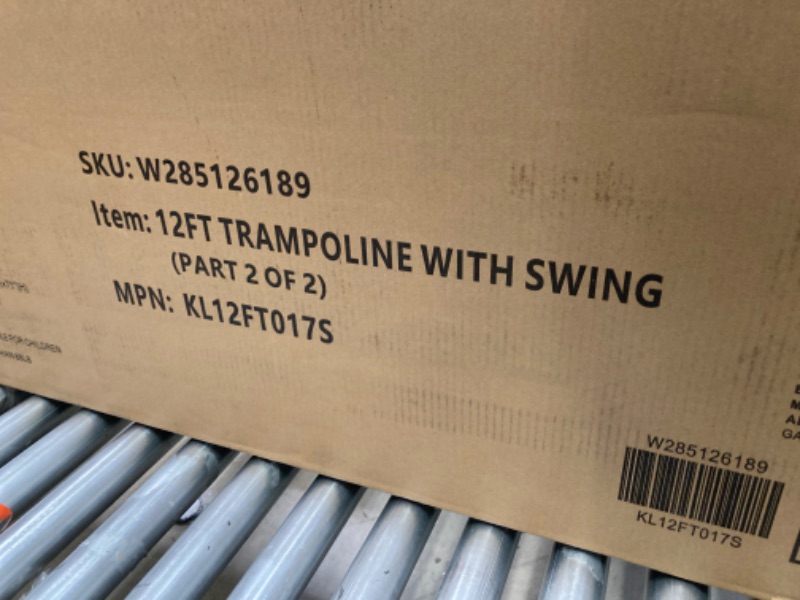 SKU: W285126189
Item: 12FT TRAMPOLINE WITH SWING
(PART 2 OF 2)
MPN: KL12FT017S
W285126189
KL12FT017S